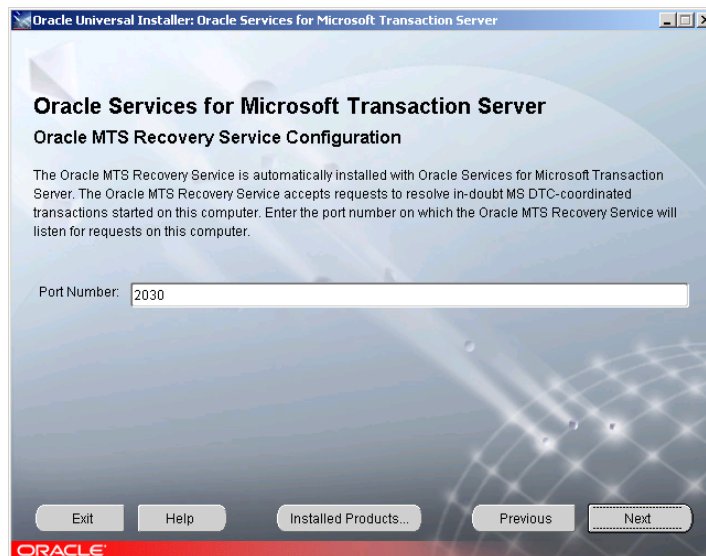 Oracle Universal Installer: Oracle Services for Microsoft Transaction Server
Oracle Services for Microsoft Transaction Server
Oracle MTS Recovery Service Configuration
The Oracle MTS Recovery Service is automatically installed with Oracle Services for Microsoft Transaction
Server. The Oracle MTS Recovery Service accepts requests to resolve in-doubt MS DTC-coordinated
transactions started on this computer. Enter the port number on which the Oracle MTS Recovery Service will
listen for requests on this computer.
Port Number: 2030
Exit Help Installed Products... Previous Next
ORACLE